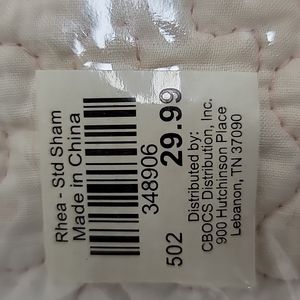 Rhea - Std Sham
Made in China
348906
502 29.99
Distributed by:
CBOCS Distribution, Inc.
900 Hutchinson Place
Lebanon, TN 37090